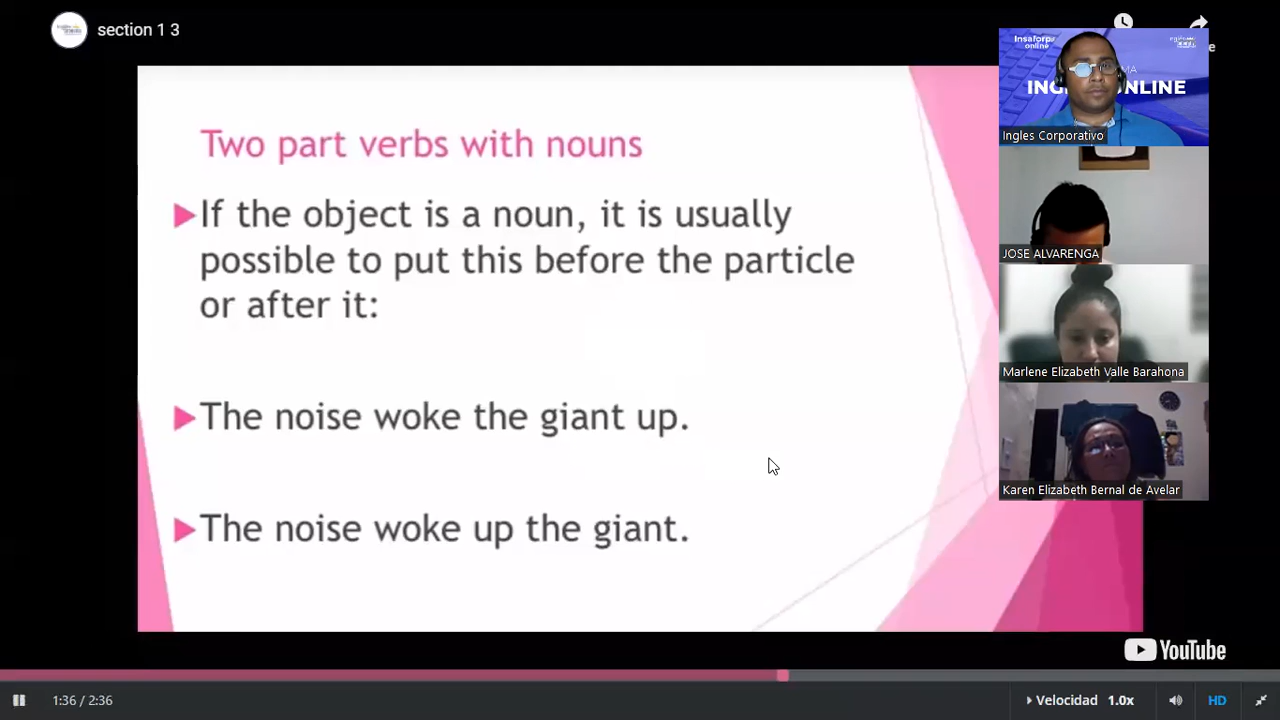 section 1 3
Two part verbs with nouns
If the object is a noun, it is usually
possible to put this before the particle
or after it:
The noise woke the giant up.
The noise woke up the giant.
Insaforp
online
Ingles Corporativo
JOSE ALVARENGA
Marlene Elizabeth Valle Barahona
Karen Elizabeth Bernal de Avelar
YouTube
1:36 / 2:36
Velocidad 1.0x
HD